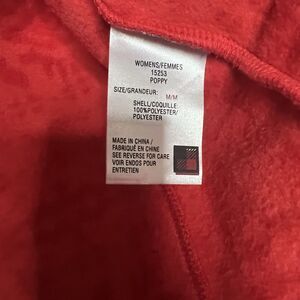 WOMENS/FEMMES
15253
POPPY
SIZE/GRANDEUR: M/M
SHELL/COQUILLE:
100%POLYESTER/
POLYESTER
MADE IN CHINA /
FABRIQUÉ EN CHINE
SEE REVERSE FOR CARE
VOIR ENDOS POUR
ENTRETIEN